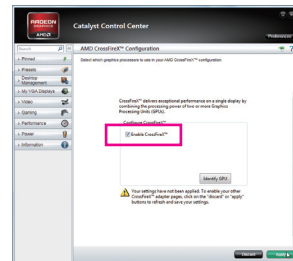 RADEON
GRAPHICS
AMD
Catalyst Control Center
Preferences
Search
AMD CrossFireX™ Configuration
Pinned
Presets
Desktop
Management
My VGA Displays
Video
Gaming
Performance
Power
Information
Select which graphics processors to use in your AMD CrossFireX™ configuration.
CrossFireX™ delivers exceptional performance on a single display by
combining the processing power of two or more Graphics
Processing Units (GPUs).
Configure CrossFireX™
Enable CrossFireX™
Identify GPU
Your settings have not been applied. To enable your other
CrossFireX™ adapter pages, click on the "discard" or "apply"
buttons to refresh and save your settings.
Discard
Apply